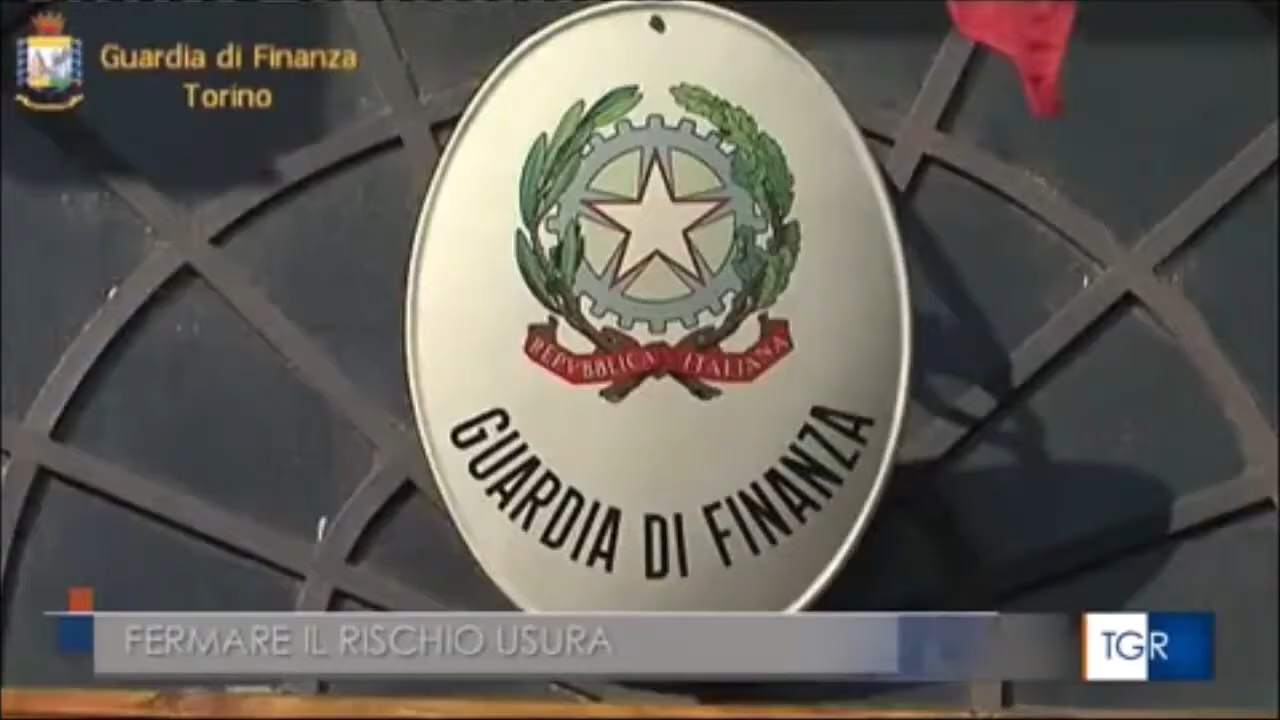 Guardia di Finanza
Torino
REPVBBLICA ITALIANA
GUARDIA DI FINANZA
FERMARE IL RISCHIO USURA
TGR